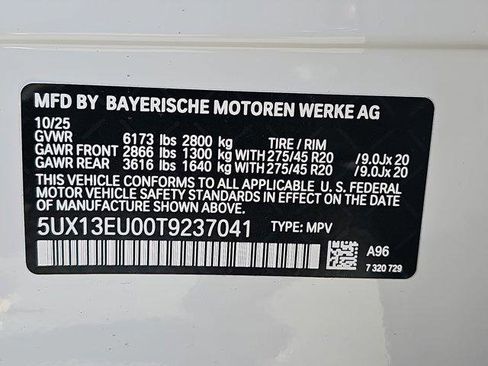 MFD BY BAYERISCHE MOTOREN WERKE AG
10/25
GVWR 6173 lbs 2800 kg TIRE / RIM
GAWR FRONT 2866 lbs 1300 kg WITH 275/45 R20 /9.0Jx 20
GAWR REAR 3616 lbs 1640 kg WITH 275/45 R20 /9.0Jx 20
THIS VEHICLE CONFORMS TO ALL APPLICABLE U. S. FEDERAL
MOTOR VEHICLE SAFETY STANDARDS IN EFFECT ON THE DATE
OF MANUFACTURE SHOWN ABOVE.
5UX13EU00T9237041 TYPE: MPV
A96
7 320 729